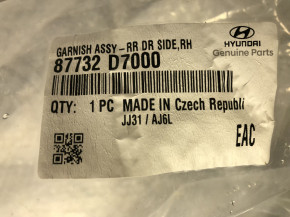 GARNISH ASSY-RR DR SIDE,RH
87732 D7000
HYUNDAI
Genuine Parts
QTY: 1 PC MADE IN Czech Republi
JJ31 / AJ6L
EAC